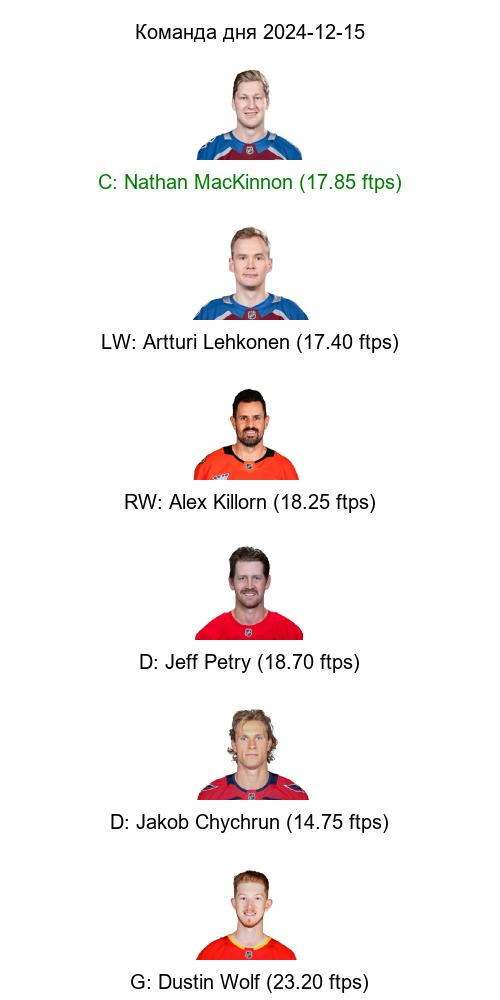 Команда дня 2024-12-15
C: Nathan MacKinnon (17.85 ftps)
LW: Artturi Lehkonen (17.40 ftps)
RW: Alex Killorn (18.25 ftps)
D: Jeff Petry (18.70 ftps)
D: Jakob Chychrun (14.75 ftps)
G: Dustin Wolf (23.20 ftps)